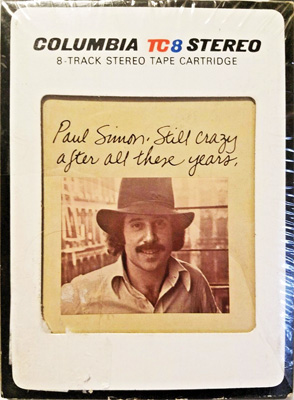 COLUMBIA TC8 STEREO
8-TRACK STEREO TAPE CARTRIDGE
Paul Simon. Still crazy
after all these years.